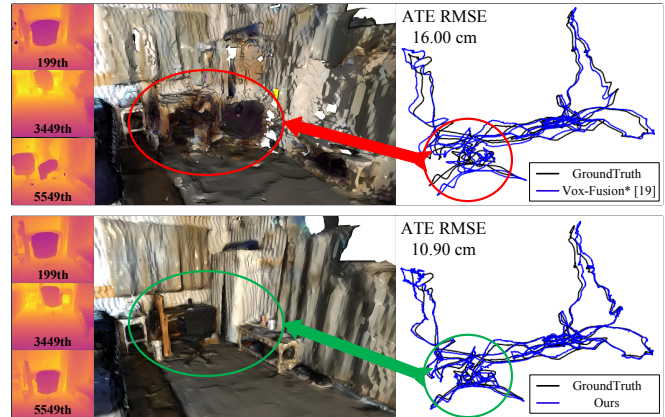 199th
3449th
5549th
ATE RMSE
16.00 cm
GroundTruth
Vox-Fusion* [19]
199th
3449th
5549th
ATE RMSE
10.90 cm
GroundTruth
Ours